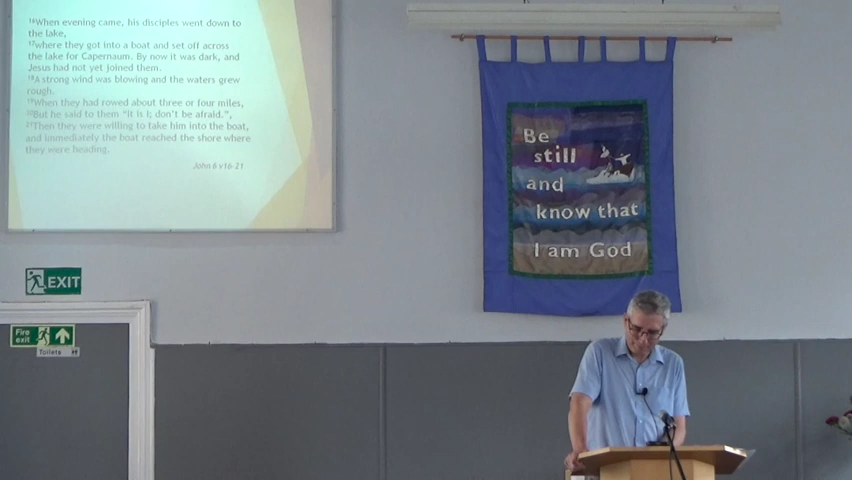 16When evening came, his disciples went down to
the lake,
17where they got into a boat and set off across
the lake for Capernaum. By now it was dark, and
Jesus had not yet joined them.
18A strong wind was blowing and the waters grew
rough.
19When they had rowed about three or four miles,
20But he said to them "It is I; don't be afraid.",
21Then they were willing to take him into the boat,
and immediately the boat reached the shore where
they were heading.
John 6 v16-21
Be
still
and
know that
I am God
EXIT
Fire
exit
Toilets